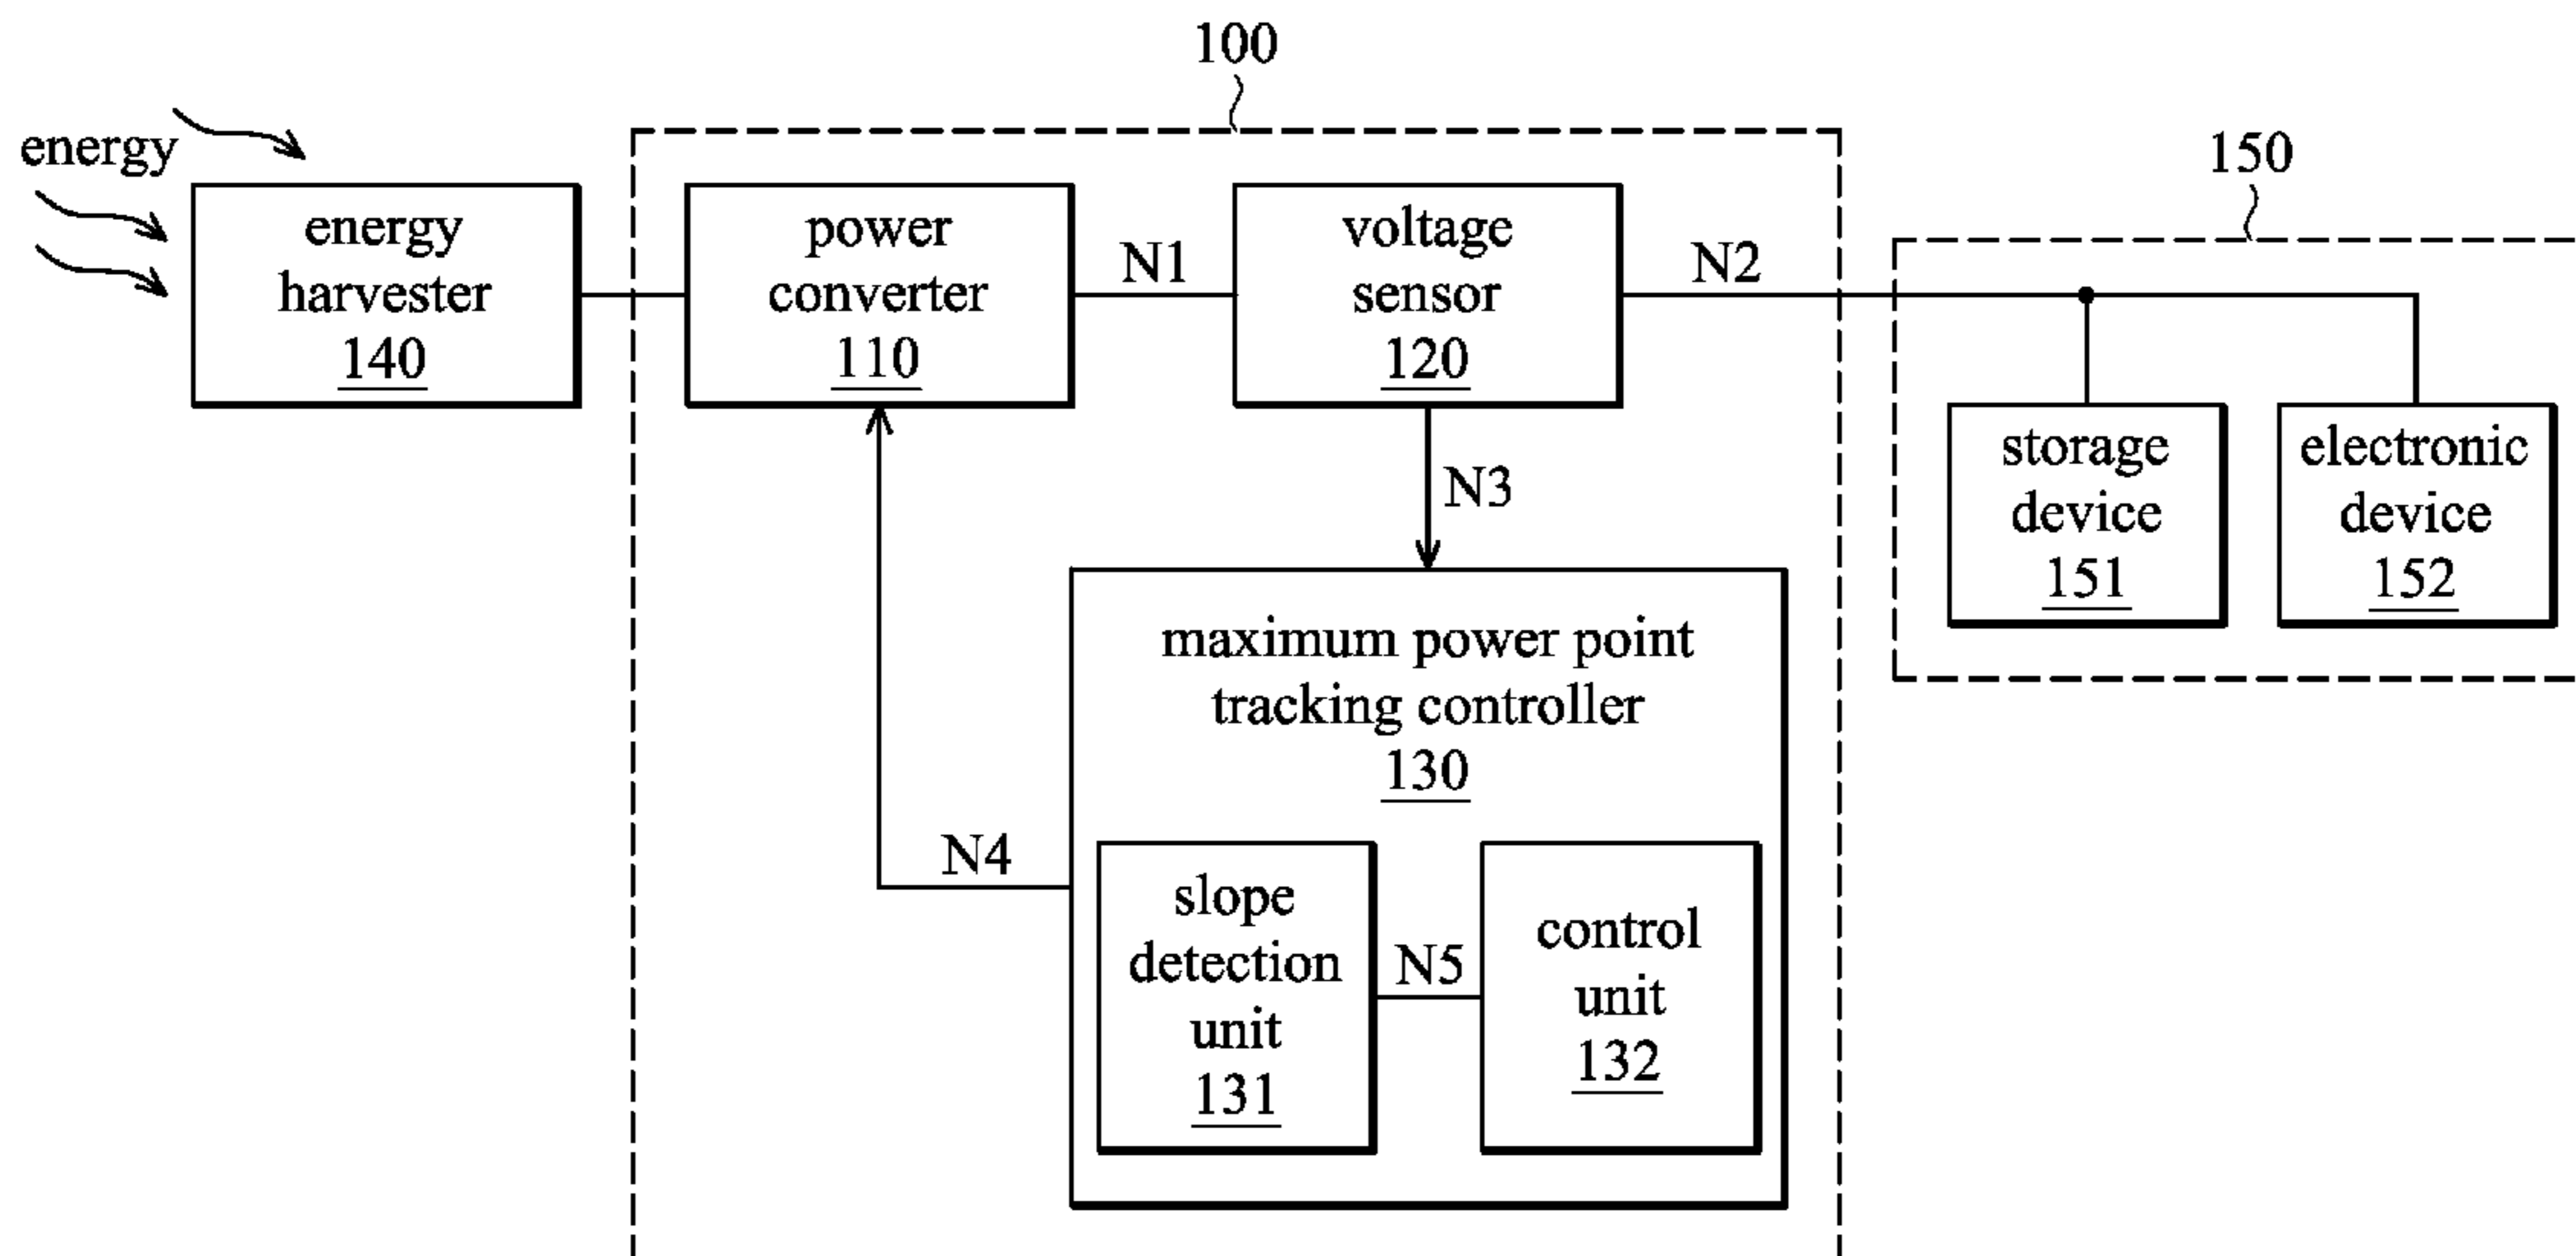 100
energy
150
energy
harvester
140
power
converter
110
N1
voltage
sensor
120
N2
storage
device
151
electronic
device
152
N3
maximum power point
tracking controller
130
N4
slope
detection
unit
131
N5
control
unit
132